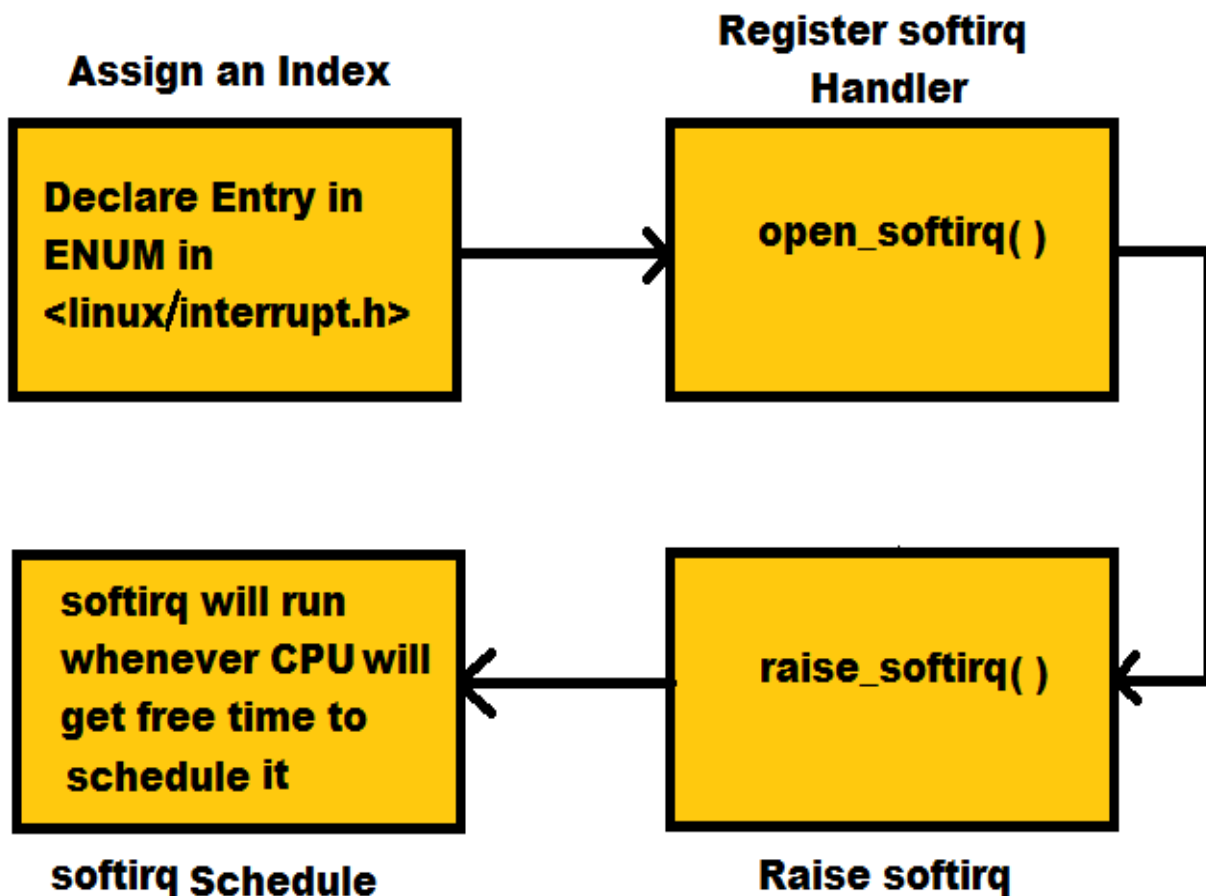 Assign an Index
Declare Entry in
ENUM in
<linux/interrupt.h>
Register softirq
Handler
open_softirq( )
raise_softirq( )
Raise softirq
softirq will run
whenever CPU will
get free time to
schedule it
softirq Schedule